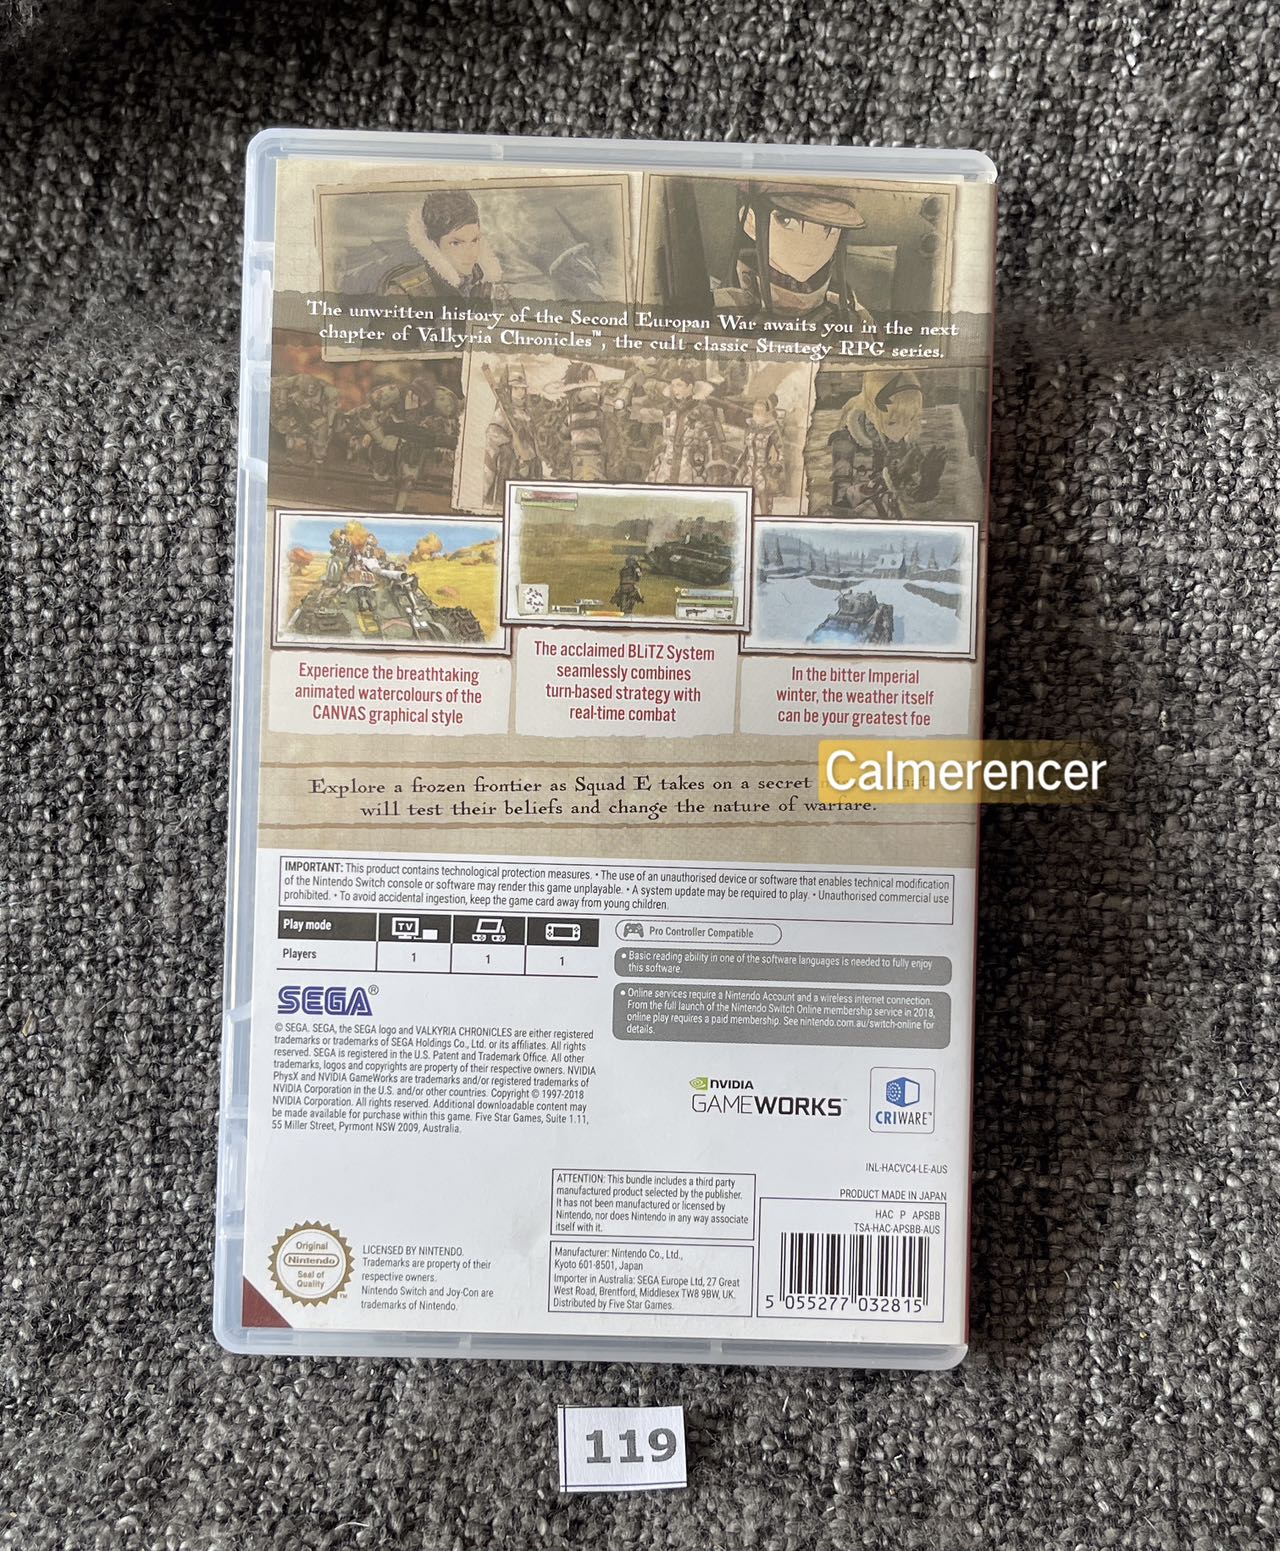 The unwritten history of the Second Europan War awaits you in the next
chapter of Valkyria Chronicles™, the cult classic Strategy RPG series.
Experience the breathtaking
animated watercolours of the
CANVAS graphical style
The acclaimed BLiTZ System
seamlessly combines
turn-based strategy with
real-time combat
In the bitter Imperial
winter, the weather itself
can be your greatest foe
Calmerencer
Explore a frozen frontier as Squad E takes on a secret
will test their beliefs and change the nature of warfare.
IMPORTANT: This product contains technological protection measures. • The use of an unauthorised device or software that enables technical modification
of the Nintendo Switch console or software may render this game unplayable. • A system update may be required to play. • Unauthorised commercial use
prohibited. • To avoid accidental ingestion, keep the game card away from young children.
Play mode
TV
Players
1
1
1
Pro Controller Compatible
• Basic reading ability in one of the software languages is needed to fully enjoy
this software.
• Online services require a Nintendo Account and a wireless internet connection.
From the full launch of the Nintendo Switch Online membership service in 2018,
online play requires a paid membership. See nintendo.com.au/switch-online for
details.
SEGA®
© SEGA. SEGA, the SEGA logo and VALKYRIA CHRONICLES are either registered
trademarks or trademarks of SEGA Holdings Co., Ltd. or its affiliates. All rights
reserved. SEGA is registered in the U.S. Patent and Trademark Office. All other
trademarks, logos and copyrights are property of their respective owners. NVIDIA
PhysX and NVIDIA GameWorks are trademarks and/or registered trademarks of
NVIDIA Corporation in the U.S. and/or other countries. Copyright © 1997-2018
NVIDIA Corporation. All rights reserved. Additional downloadable content may
be made available for purchase within this game. Five Star Games, Suite 1.11,
55 Miller Street, Pyrmont NSW 2009, Australia.
NVIDIA
GAMEWORKS™
CRIWARE™
INL-HACVC4-LE-AUS
PRODUCT MADE IN JAPAN
HAC P APSBB
TSA-HAC-APSBB-AUS
5 055277 032815
ATTENTION: This bundle includes a third party
manufactured product selected by the publisher.
It has not been manufactured or licensed by
Nintendo, nor does Nintendo in any way associate
itself with it.
Manufacturer: Nintendo Co., Ltd.,
Kyoto 601-8501, Japan
Importer in Australia: SEGA Europe Ltd, 27 Great
West Road, Brentford, Middlesex TW8 9BW, UK.
Distributed by Five Star Games.
Original
Nintendo
Seal of
Quality
TM
LICENSED BY NINTENDO.
Trademarks are property of their
respective owners.
Nintendo Switch and Joy-Con are
trademarks of Nintendo.
119